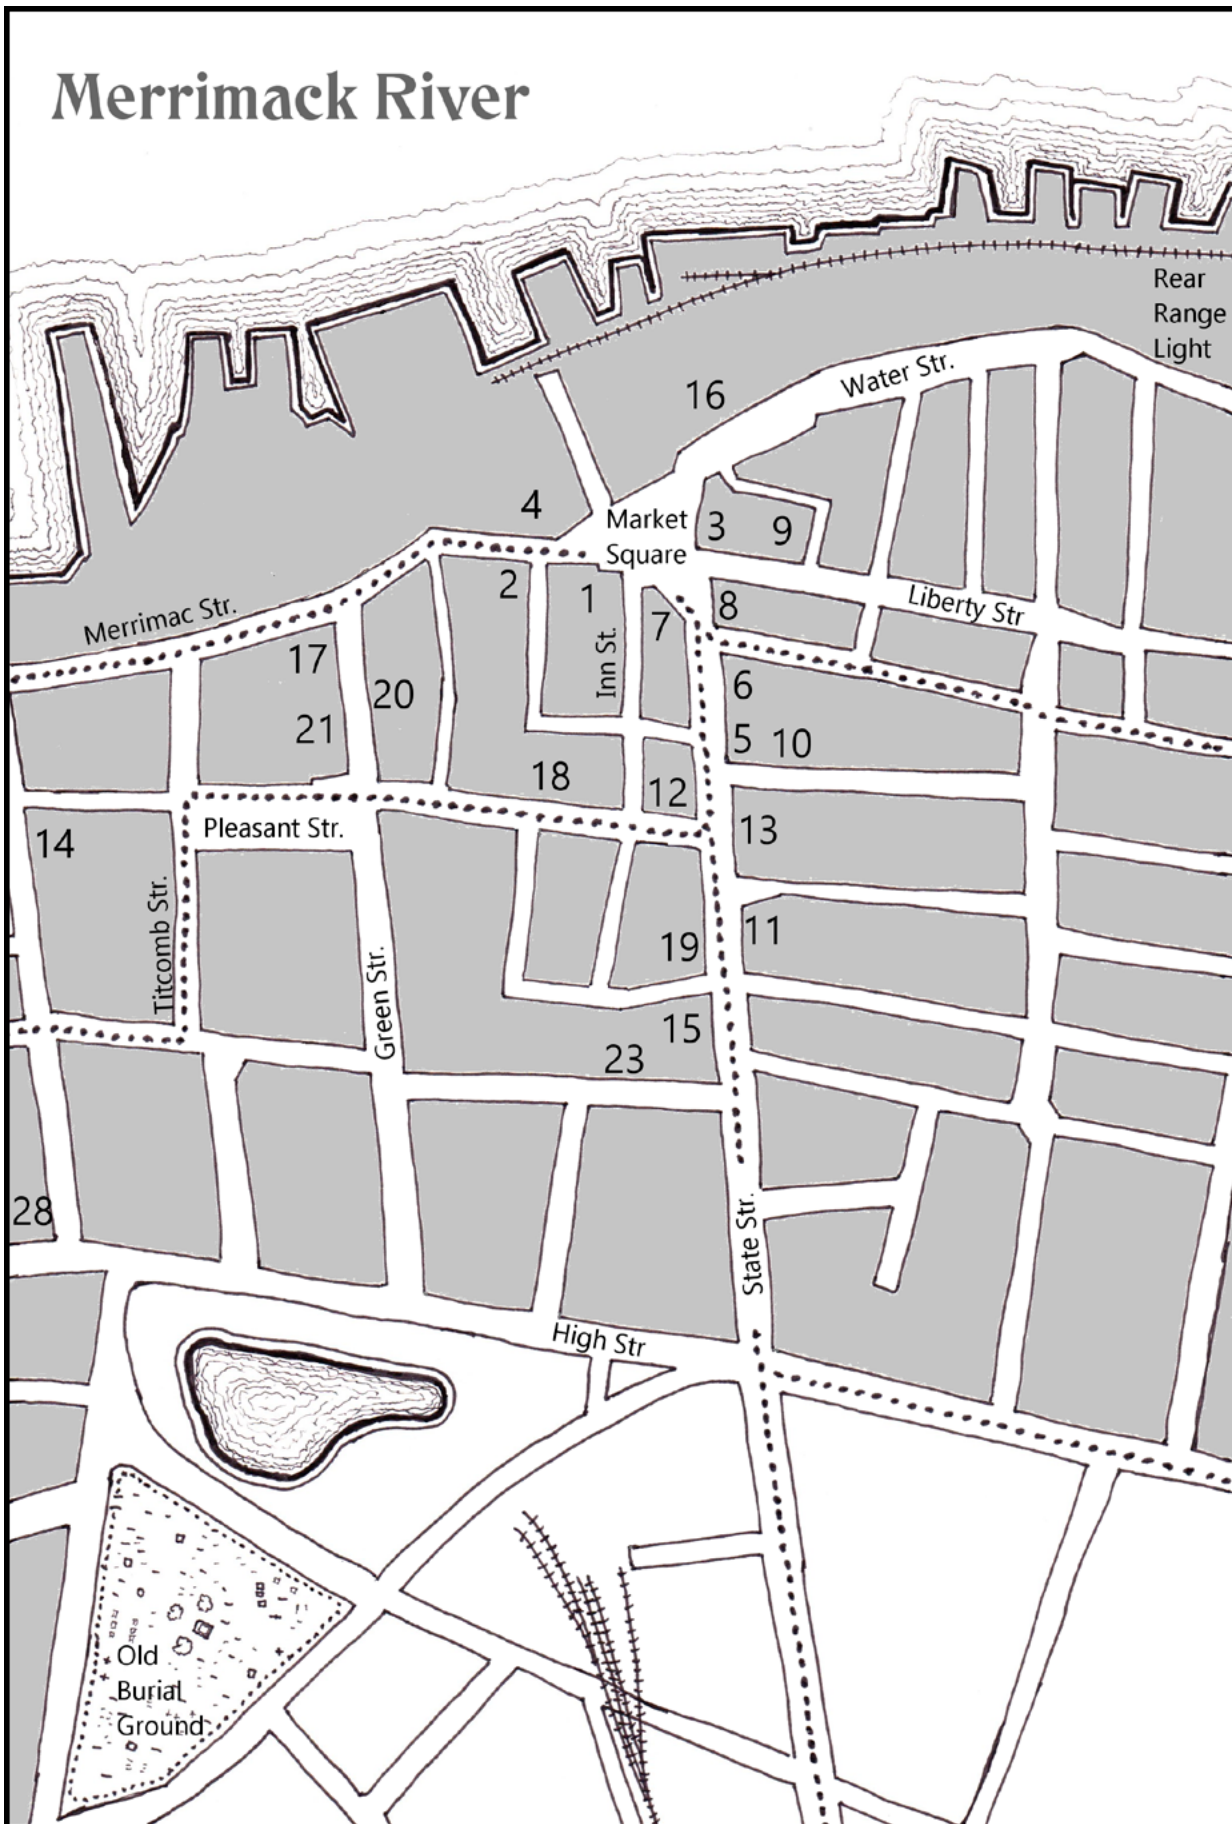 Merrimack River
Rear
Range
Light
Water Str.
16
4
Market
Square
3
9
2
1
7
8
Liberty Str
Merrimac Str.
17
20
Inn St.
6
21
5
10
18
12
14
Pleasant Str.
13
Titcomb Str.
Green Str.
19
11
15
23
28
State Str.
High Str
Old
Burial
Ground